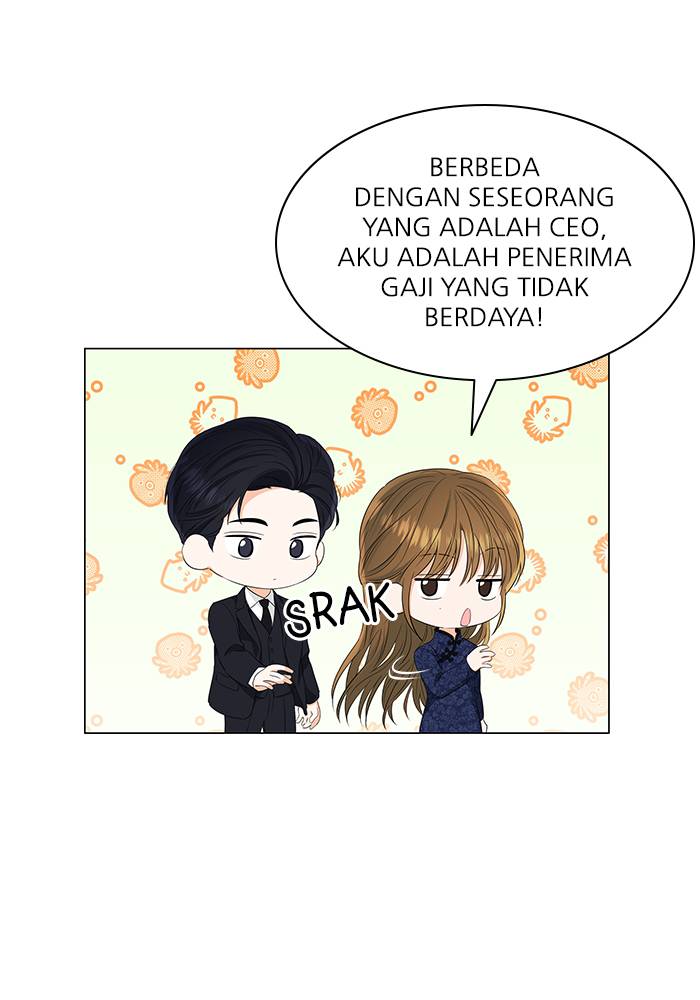 BERBEDA
DENGAN SESEORANG
YANG ADALAH CEO,
AKU ADALAH PENERIMA
GAJI YANG TIDAK
BERDAYA!
SRAK